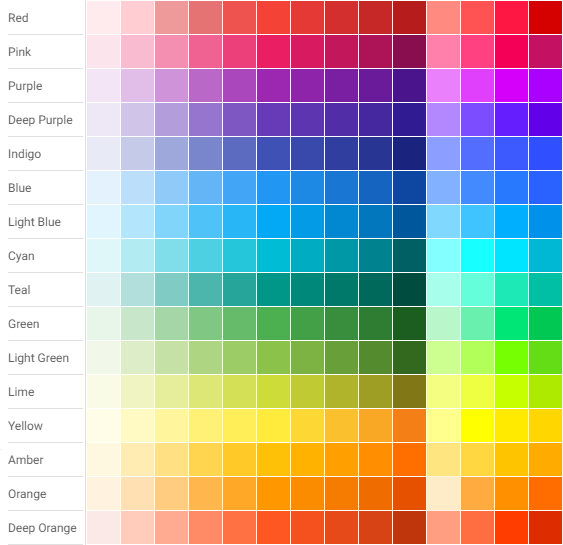 Red
Pink
Purple
Deep Purple
Indigo
Blue
Light Blue
Cyan
Teal
Green
Light Green
Lime
Yellow
Amber
Orange
Deep Orange